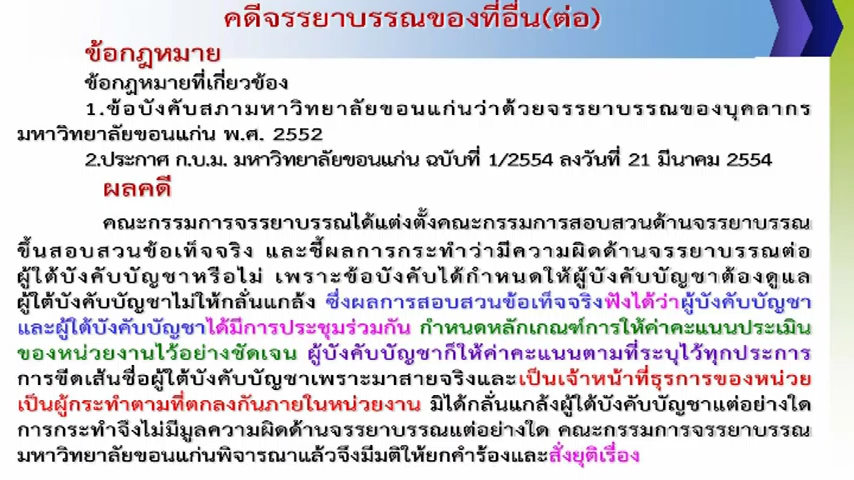 คดีจรรยาบรรณของที่อื่น(ต่อ)
ข้อกฎหมาย
ข้อกฎหมายที่เกี่ยวข้อง
1.ข้อบังคับสภามหาวิทยาลัยขอนแก่นว่าด้วยจรรยาบรรณของบุคลากร
มหาวิทยาลัยขอนแก่น พ.ศ. 2552
2.ประกาศ ก.บ.ม. มหาวิทยาลัยขอนแก่น ฉบับที่ 1/2554 ลงวันที่ 21 มีนาคม 2554
ผลคดี
คณะกรรมการจรรยาบรรณได้แต่งตั้งคณะกรรมการสอบสวนด้านจรรยาบรรณ
ขึ้นสอบสวนข้อเท็จจริง และชี้ผลการกระทำว่ามีความผิดด้านจรรยาบรรณต่อ
ผู้ใต้บังคับบัญชาหรือไม่ เพราะข้อบังคับได้กำหนดให้ผู้บังคับบัญชาต้องดูแล
ผู้ใต้บังคับบัญชาไม่ให้กลั่นแกล้ง ซึ่งผลการสอบสวนข้อเท็จจริงฟังได้ว่าผู้บังคับบัญชา
และผู้ใต้บังคับบัญชาได้มีการประชุมร่วมกัน กำหนดหลักเกณฑ์การให้ค่าคะแนนประเมิน
ของหน่วยงานไว้อย่างชัดเจน ผู้บังคับบัญชาก็ให้ค่าคะแนนตามที่ระบุไว้ทุกประการ
การขีดเส้นชื่อผู้ใต้บังคับบัญชาเพราะมาสายจริงและเป็นเจ้าหน้าที่ธุรการของหน่วย
เป็นผู้กระทำตามที่ตกลงกันภายในหน่วยงาน มิได้กลั่นแกล้งผู้ใต้บังคับบัญชาแต่อย่างใด
การกระทำจึงไม่มีมูลความผิดด้านจรรยาบรรณแต่อย่างใด คณะกรรมการจรรยาบรรณ
มหาวิทยาลัยขอนแก่นพิจารณาแล้วจึงมีมติให้ยกคำร้องและสั่งยุติเรื่อง